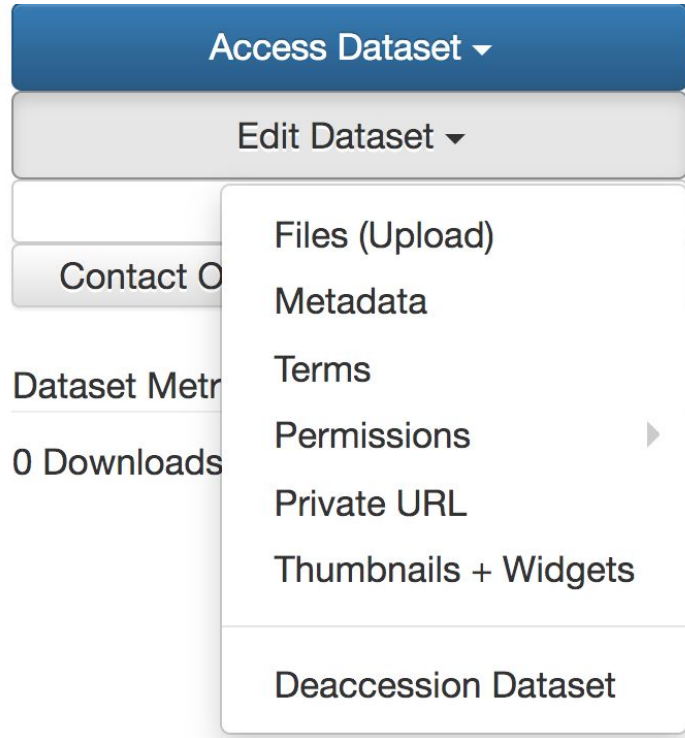 Access Dataset
Edit Dataset
Files (Upload)
Contact O
Metadata
Terms
Dataset Metr
Permissions
0 Downloads
Private URL
Thumbnails + Widgets
Deaccession Dataset